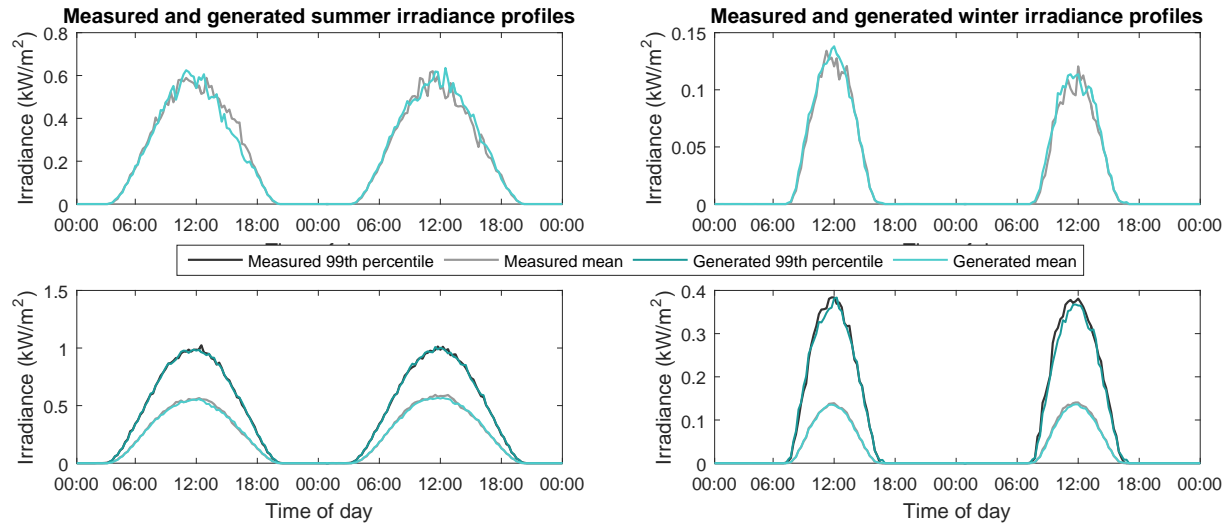 Measured and generated summer irradiance profiles
Irradiance (kW/m²)
0.8
0.6
0.4
0.2
0
00:00 06:00 12:00 18:00 00:00 06:00 12:00 18:00 00:00
Measured and generated winter irradiance profiles
Irradiance (kW/m²)
0.15
0.1
0.05
0
00:00 06:00 12:00 18:00 00:00 06:00 12:00 18:00 00:00
Measured 99th percentile Measured mean Generated 99th percentile Generated mean
Irradiance (kW/m²)
1.5
1
0.5
0
00:00 06:00 12:00 18:00 00:00 06:00 12:00 18:00 00:00
Time of day
Irradiance (kW/m²)
0.4
0.3
0.2
0.1
0
00:00 06:00 12:00 18:00 00:00 06:00 12:00 18:00 00:00
Time of day